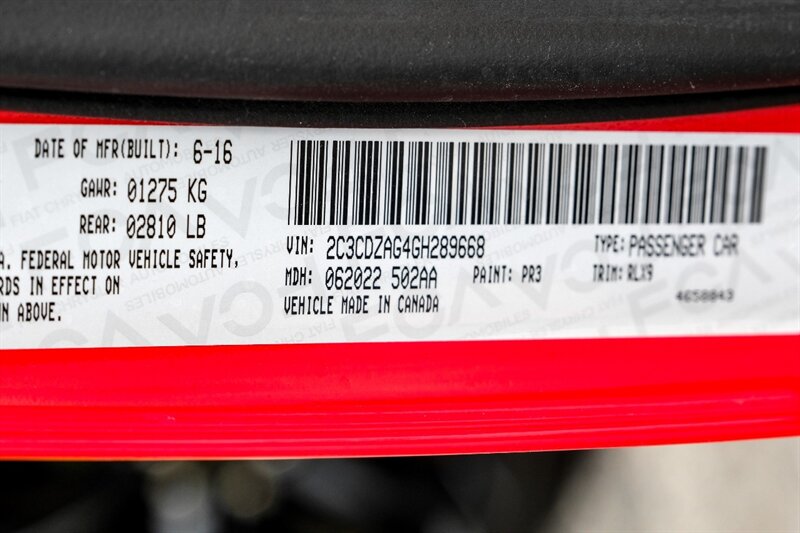 DATE OF MFR(BUILT): 6-16
GAWR: 01275 KG
REAR: 02810 LB
A. FEDERAL MOTOR VEHICLE SAFETY,
RDS IN EFFECT ON
N ABOVE.
VIN: 2C3CDZAG4GH289668 TYPE: PASSENGER CAR
MDH: 062022 502AA PAINT: PR3 TRIM: RLX9
VEHICLE MADE IN CANADA
4658843